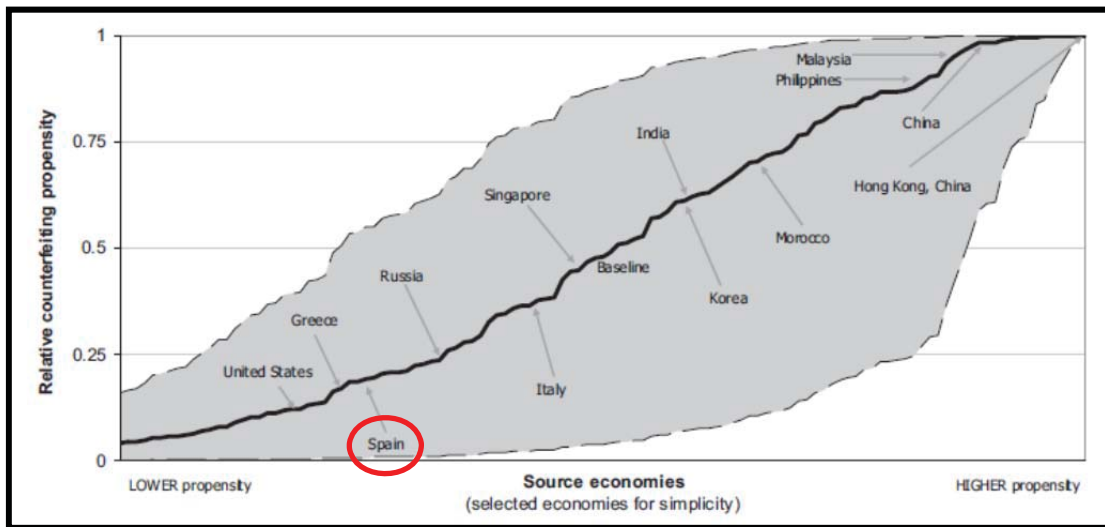 Relative counterfeiting propensity
1
0.75
0.5
0.25
0
Malaysia
Philippines
China
India
Hong Kong, China
Singapore
Morocco
Baseline
Russia
Korea
Greece
United States
Italy
Spain
LOWER propensity
Source economies
HIGHER propensity
(selected economies for simplicity)